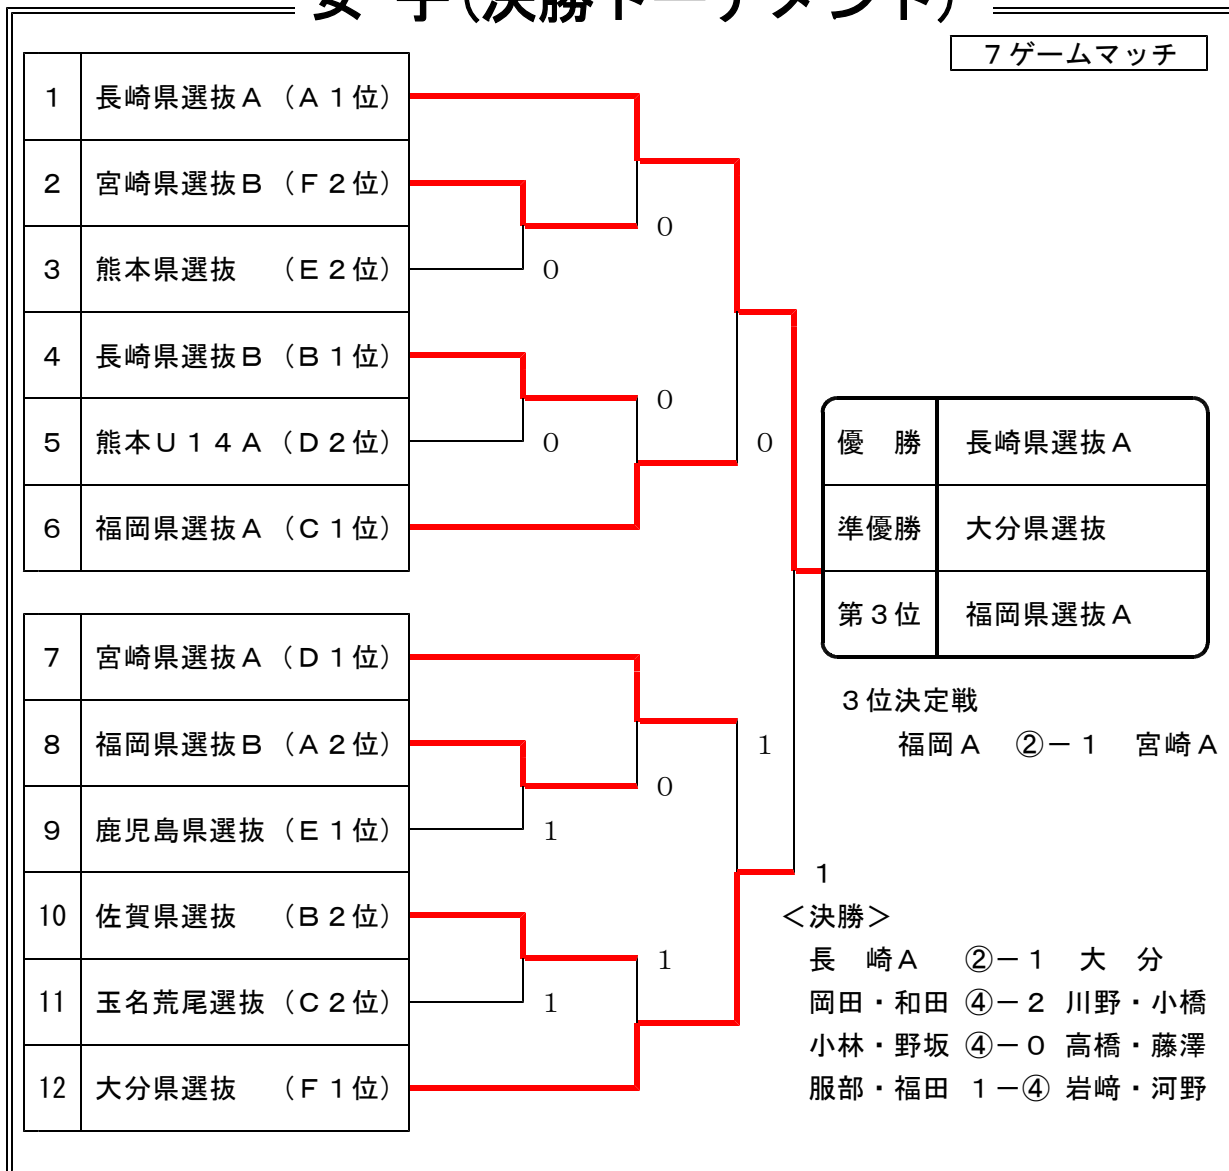 女 子(決勝トーナメント)
７ゲームマッチ
1 長崎県選抜Ａ （Ａ１位）
2 宮崎県選抜Ｂ （Ｆ２位）
0
3 熊本県選抜 （Ｅ２位）
0
4 長崎県選抜Ｂ （Ｂ１位）
0
5 熊本Ｕ１４Ａ （Ｄ２位）
0
0
6 福岡県選抜Ａ （Ｃ１位）
優 勝 長崎県選抜Ａ
準優勝 大分県選抜
第３位 福岡県選抜Ａ
7 宮崎県選抜Ａ （Ｄ１位）
３位決定戦
8 福岡県選抜Ｂ （Ａ２位）
1
福岡Ａ ②－１ 宮崎Ａ
0
9 鹿児島県選抜 （Ｅ１位）
1
1
10 佐賀県選抜 （Ｂ２位）
＜決勝＞
1
長 崎Ａ ②－１ 大 分
11 玉名荒尾選抜 （Ｃ２位）
1
岡田・和田 ④－２ 川野・小橋
小林・野坂 ④－０ 高橋・藤澤
12 大分県選抜 （Ｆ１位）
服部・福田 １－④ 岩﨑・河野